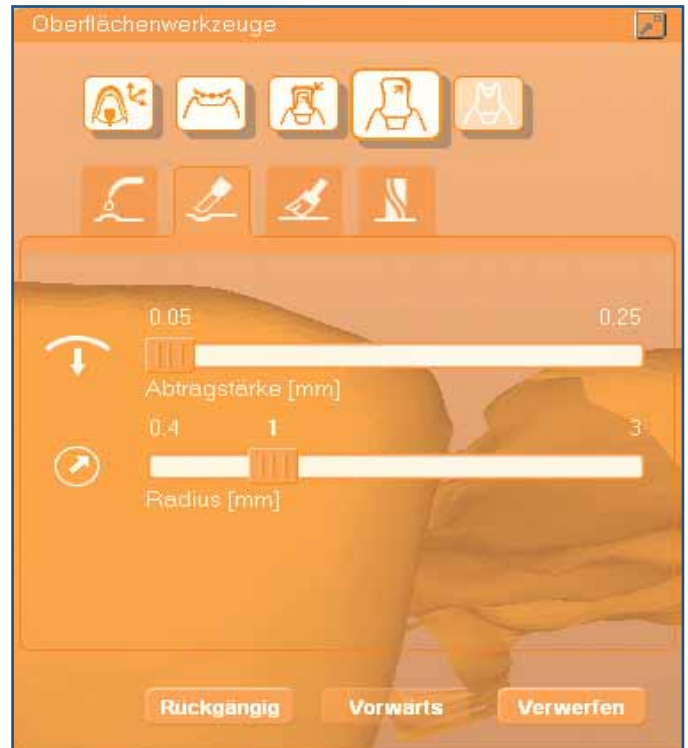 Oberflächenwerkzeuge
0.05 0.25
Abtragstärke [mm]
0.4 1 3
Radius [mm]
Rückgängig Vorwärts Verwerfen